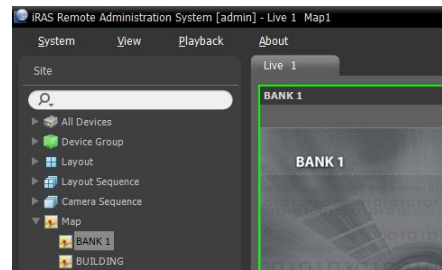 iRAS Remote Administration System [admin] - Live 1 Map1
System View Playback About
Site
Live 1
All Devices
Device Group
Layout
Layout Sequence
Camera Sequence
Map
BANK 1
BUILDING
BANK 1
BANK 1